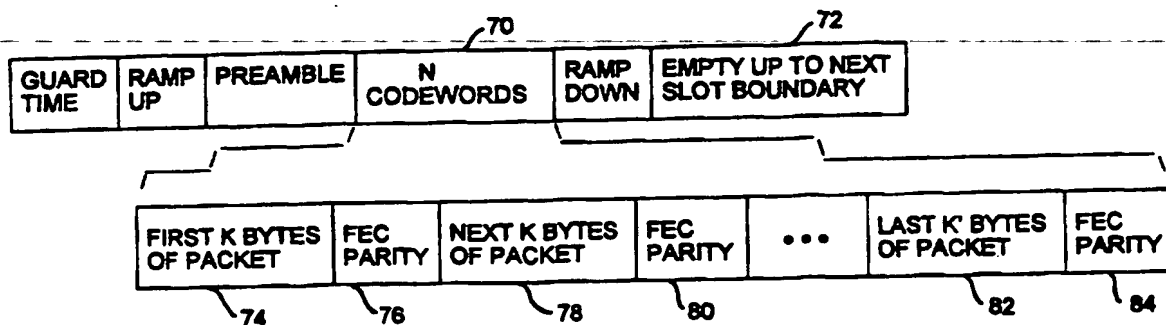 70
72
GUARD TIME
RAMP UP
PREAMBLE
N CODEWORDS
RAMP DOWN
EMPTY UP TO NEXT SLOT BOUNDARY
FIRST K BYTES OF PACKET
FEC PARITY
NEXT K BYTES OF PACKET
FEC PARITY
•••
LAST K' BYTES OF PACKET
FEC PARITY
74
76
78
80
82
84